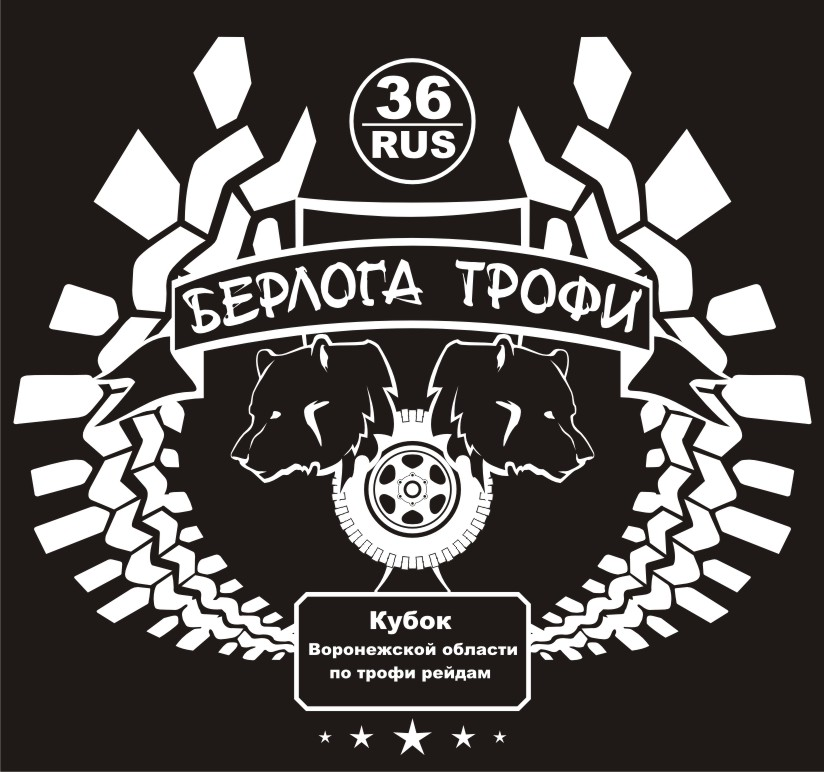 36
RUS
БЕРЛОГА ТРОФИ
Кубок
Воронежской области
по трофи рейдам